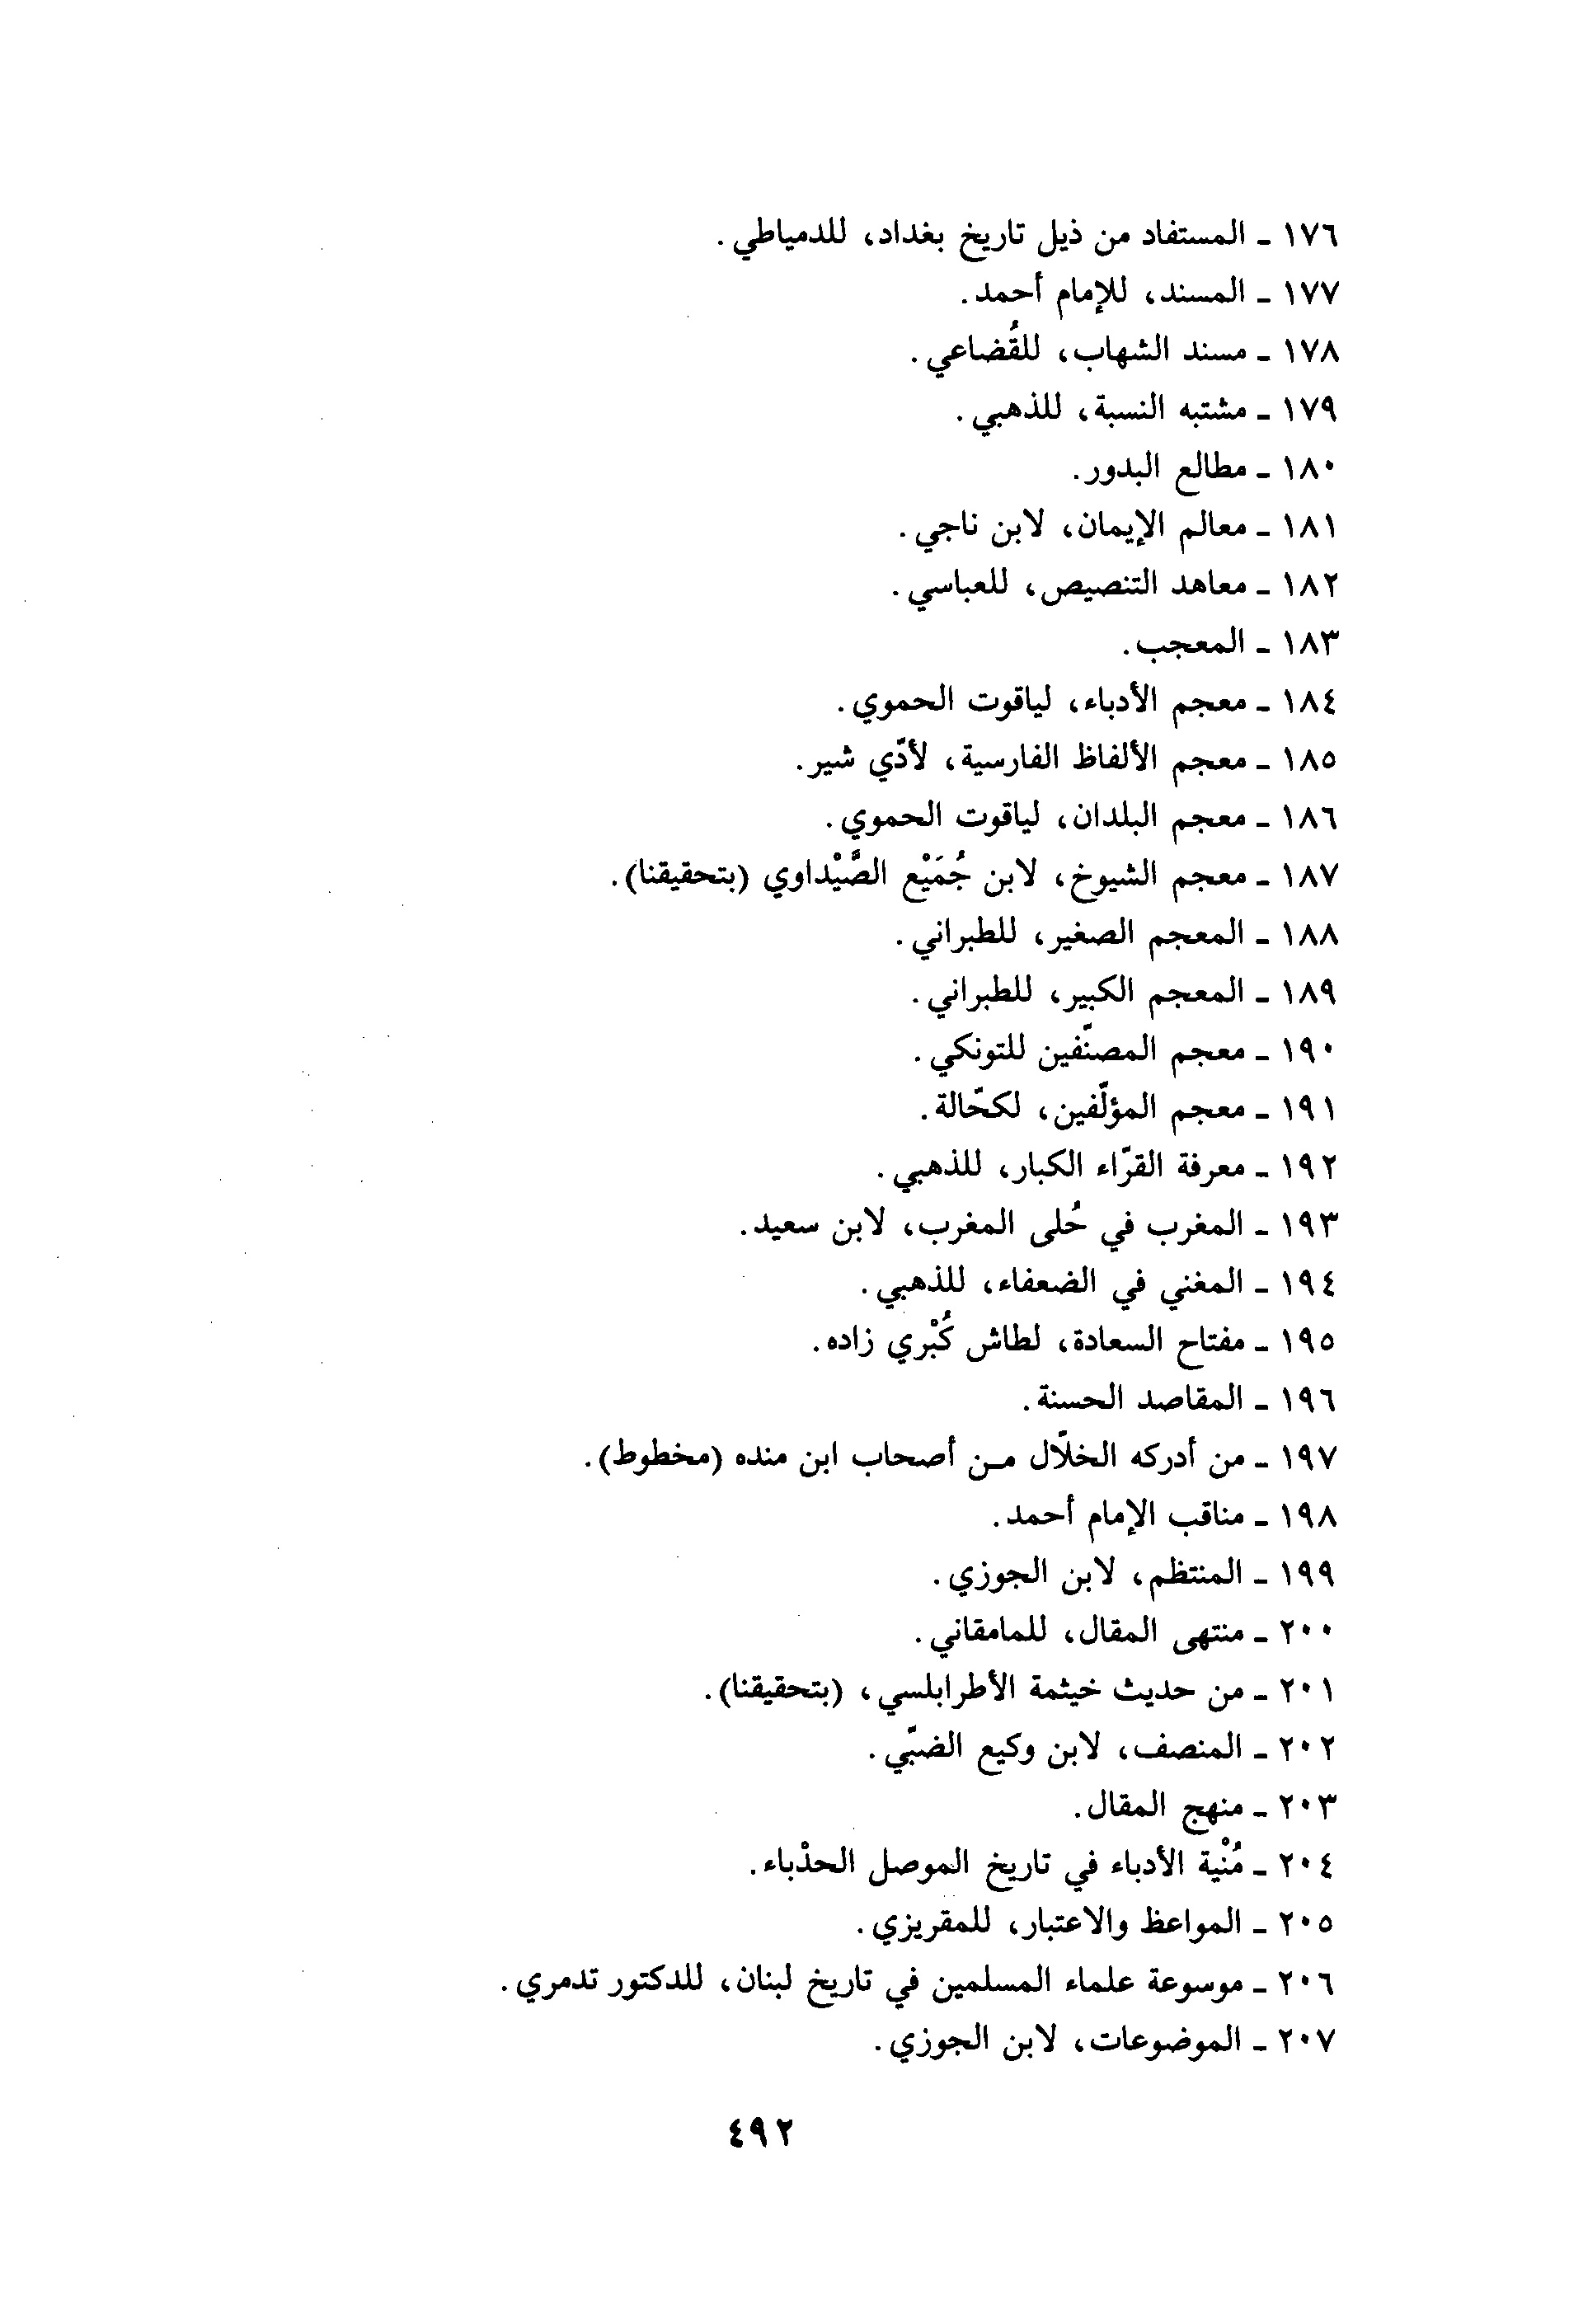 ١٧٦ ـ المستفاد من ذيل تاريخ بغداد، للدمياطي.
١٧٧ ـ المسند، للإمام أحمد.
١٧٨ ـ مسند الشهاب، للقُضاعي.
١٧٩ ـ مشتبه النسبة، للذهبي.
١٨٠ ـ مطالع البدور.
١٨١ ـ معالم الإيمان، لابن ناجي.
١٨٢ ـ معاهد التنصيص، للعباسي.
١٨٣ ـ المعجب.
١٨٤ ـ معجم الأدباء، لياقوت الحموي.
١٨٥ ـ معجم الألفاظ الفارسية، لأدّي شير.
١٨٦ ـ معجم البلدان، لياقوت الحموي.
١٨٧ ـ معجم الشيوخ، لابن جُمَيْع الصَّيْداوي (بتحقيقنا).
١٨٨ ـ المعجم الصغير، للطبراني.
١٨٩ ـ المعجم الكبير، للطبراني.
١٩٠ ـ معجم المصنّفين للتونكي.
١٩١ ـ معجم المؤلّفين، لكحّالة.
١٩٢ ـ معرفة القرّاء الكبار، للذهبي.
١٩٣ ـ المغرب في حُلى المغرب، لابن سعيد.
١٩٤ ـ المغني في الضعفاء، للذهبي.
١٩٥ ـ مفتاح السعادة، لطاش كُبْري زاده.
١٩٦ ـ المقاصد الحسنة.
١٩٧ ـ من أدركه الخلّال مـن أصحاب ابن منده (مخطوط).
١٩٨ ـ مناقب الإمام أحمد.
١٩٩ ـ المنتظم، لابن الجوزي.
٢٠٠ ـ منتهى المقال، للمامقاني.
٢٠١ ـ من حديث خيثمة الأطرابلسي، (بتحقيقنا).
٢٠٢ ـ المنصف، لابن وكيع الضبّي.
٢٠٣ ـ منهج المقال.
٢٠٤ ـ مُنْية الأدباء في تاريخ الموصل الحدْباء.
٢٠٥ ـ المواعظ والاعتبار، للمقريزي.
٢٠٦ ـ موسوعة علماء المسلمين في تاريخ لبنان، للدكتور تدمري.
٢٠٧ ـ الموضوعات، لابن الجوزي.
٤٩٢